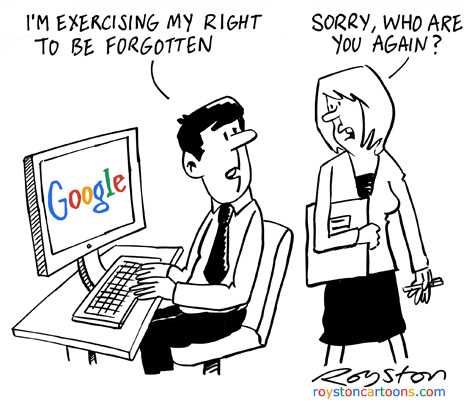 I'M EXERCISING MY RIGHT
TO BE FORGOTTEN
SORRY, WHO ARE
YOU AGAIN?
Google
Royston
roystoncartoons.com